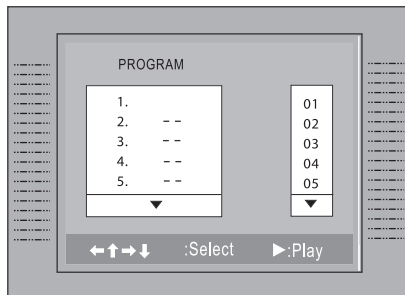 PROGRAM
1.
2. - -
3. - -
4. - -
5. - -
01
02
03
04
05
:Select :Play